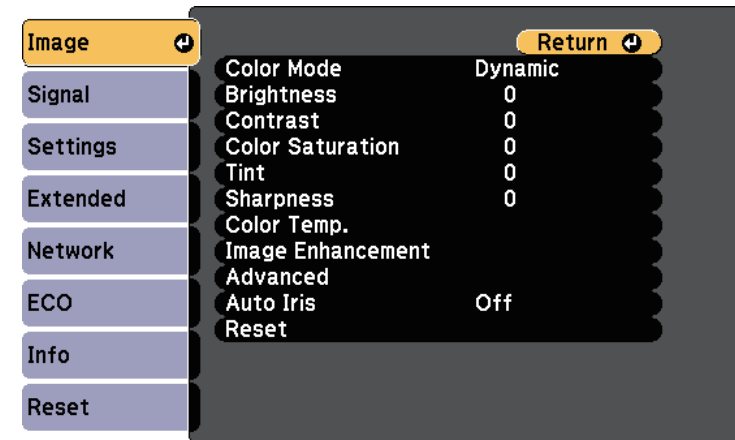 Image
Signal
Settings
Extended
Network
ECO
Info
Reset
Return
Color Mode Dynamic
Brightness 0
Contrast 0
Color Saturation 0
Tint 0
Sharpness 0
Color Temp.
Image Enhancement
Advanced
Auto Iris Off
Reset